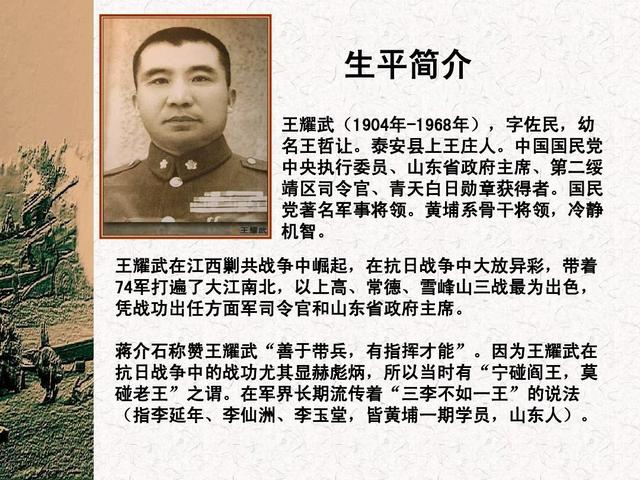 生平简介
王耀武（1904年-1968年），字佐民，幼
名王哲让。泰安县上王庄人。中国国民党
中央执行委员、山东省政府主席、第二绥
靖区司令官、青天白日勋章获得者。国民
党著名军事将领。黄埔系骨干将领，冷静
机智。
王耀武
王耀武在江西剿共战争中崛起，在抗日战争中大放异彩，带着
74军打遍了大江南北，以上高、常德、雪峰山三战最为出色，
凭战功出任方面军司令官和山东省政府主席。
蒋介石称赞王耀武“善于带兵，有指挥才能”。因为王耀武在
抗日战争中的战功尤其显赫彪炳，所以当时有“宁碰阎王，莫
碰老王”之谓。在军界长期流传着“三李不如一王”的说法
（指李延年、李仙洲、李玉堂，皆黄埔一期学员，山东人）。